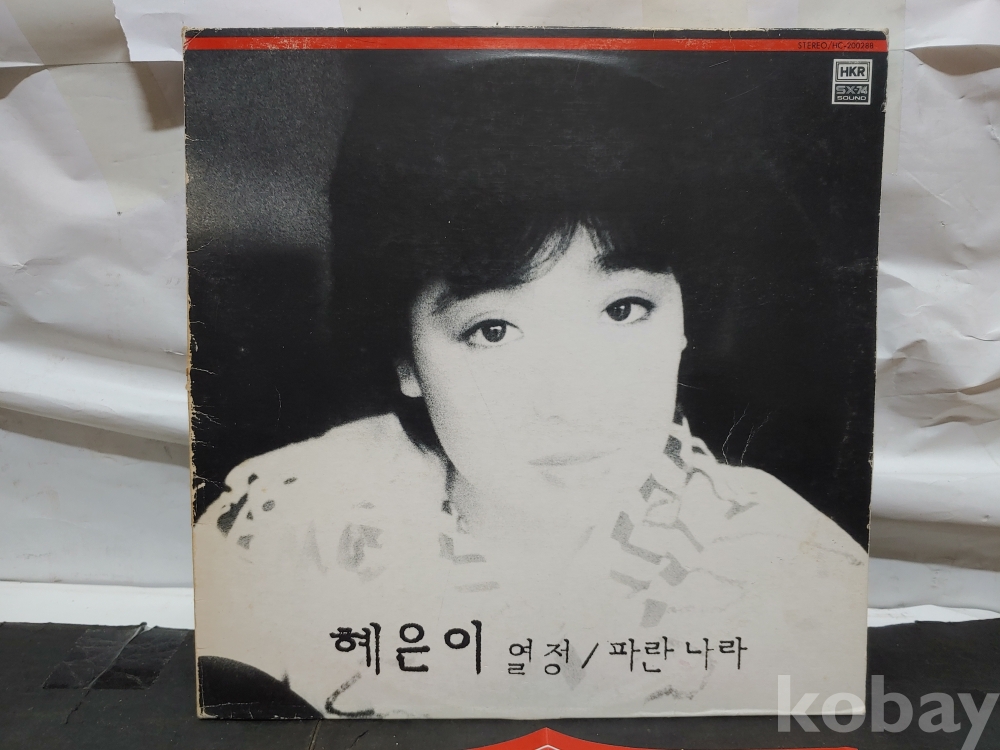 STEREO/HC-200288
HKR
SX-74
SOUND
혜은이 열정 / 파란 나라
kobay